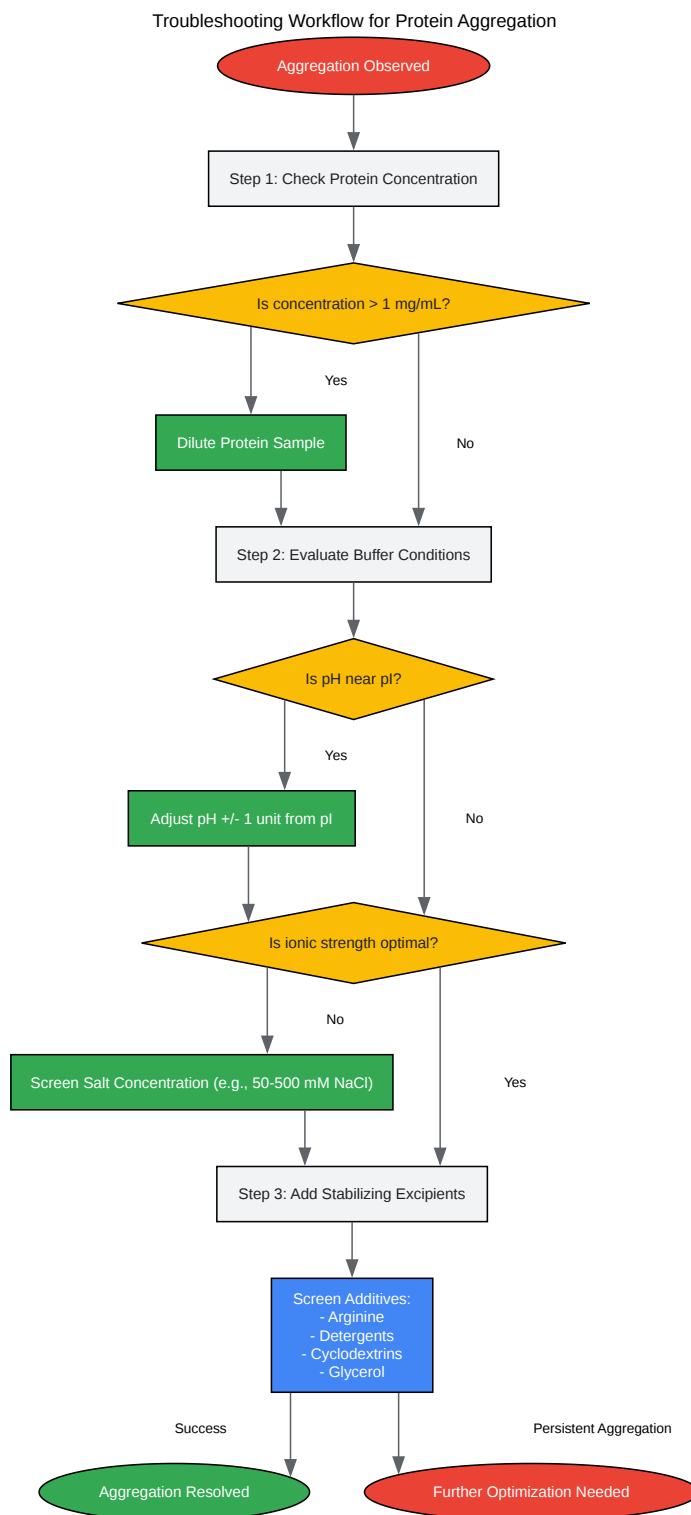 Troubleshooting Workflow for Protein Aggregation
Aggregation Observed
Step 1: Check Protein Concentration
Is concentration > 1 mg/mL?
Yes
Dilute Protein Sample
No
Step 2: Evaluate Buffer Conditions
Is pH near pI?
Yes
Adjust pH +/- 1 unit from pI
No
Is ionic strength optimal?
No
Screen Salt Concentration (e.g., 50-500 mM NaCl)
Yes
Step 3: Add Stabilizing Excipients
Screen Additives:
- Arginine
- Detergents
- Cyclodextrins
- Glycerol
Success
Persistent Aggregation
Aggregation Resolved
Further Optimization Needed